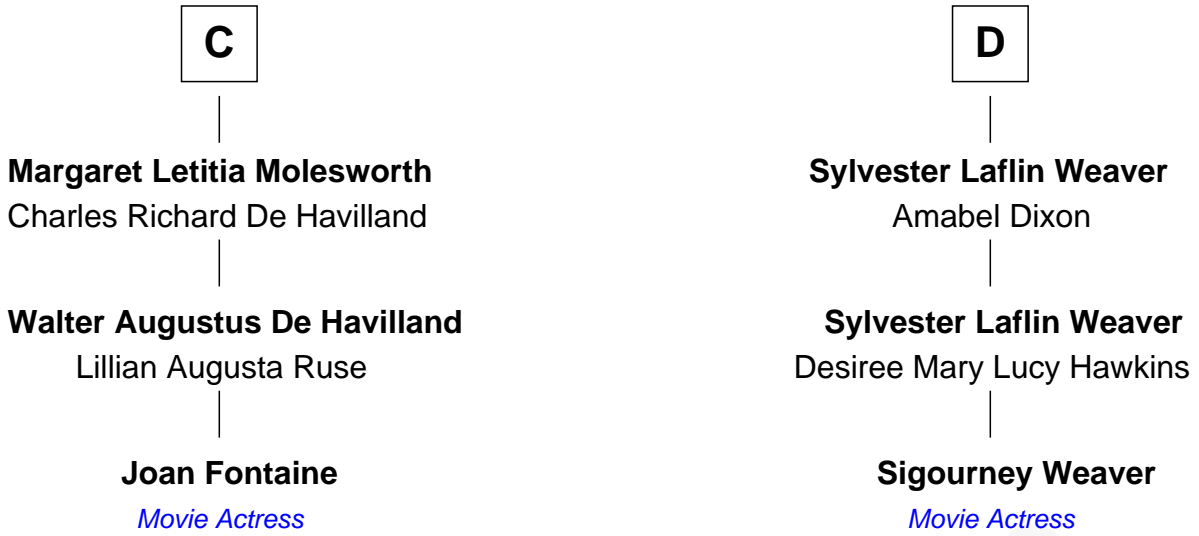 C
Margaret Letitia Molesworth
Charles Richard De Havilland
Walter Augustus De Havilland
Lillian Augusta Ruse
Joan Fontaine
Movie Actress
D
Sylvester Laflin Weaver
Amabel Dixon
Sylvester Laflin Weaver
Desiree Mary Lucy Hawkins
Sigourney Weaver
Movie Actress